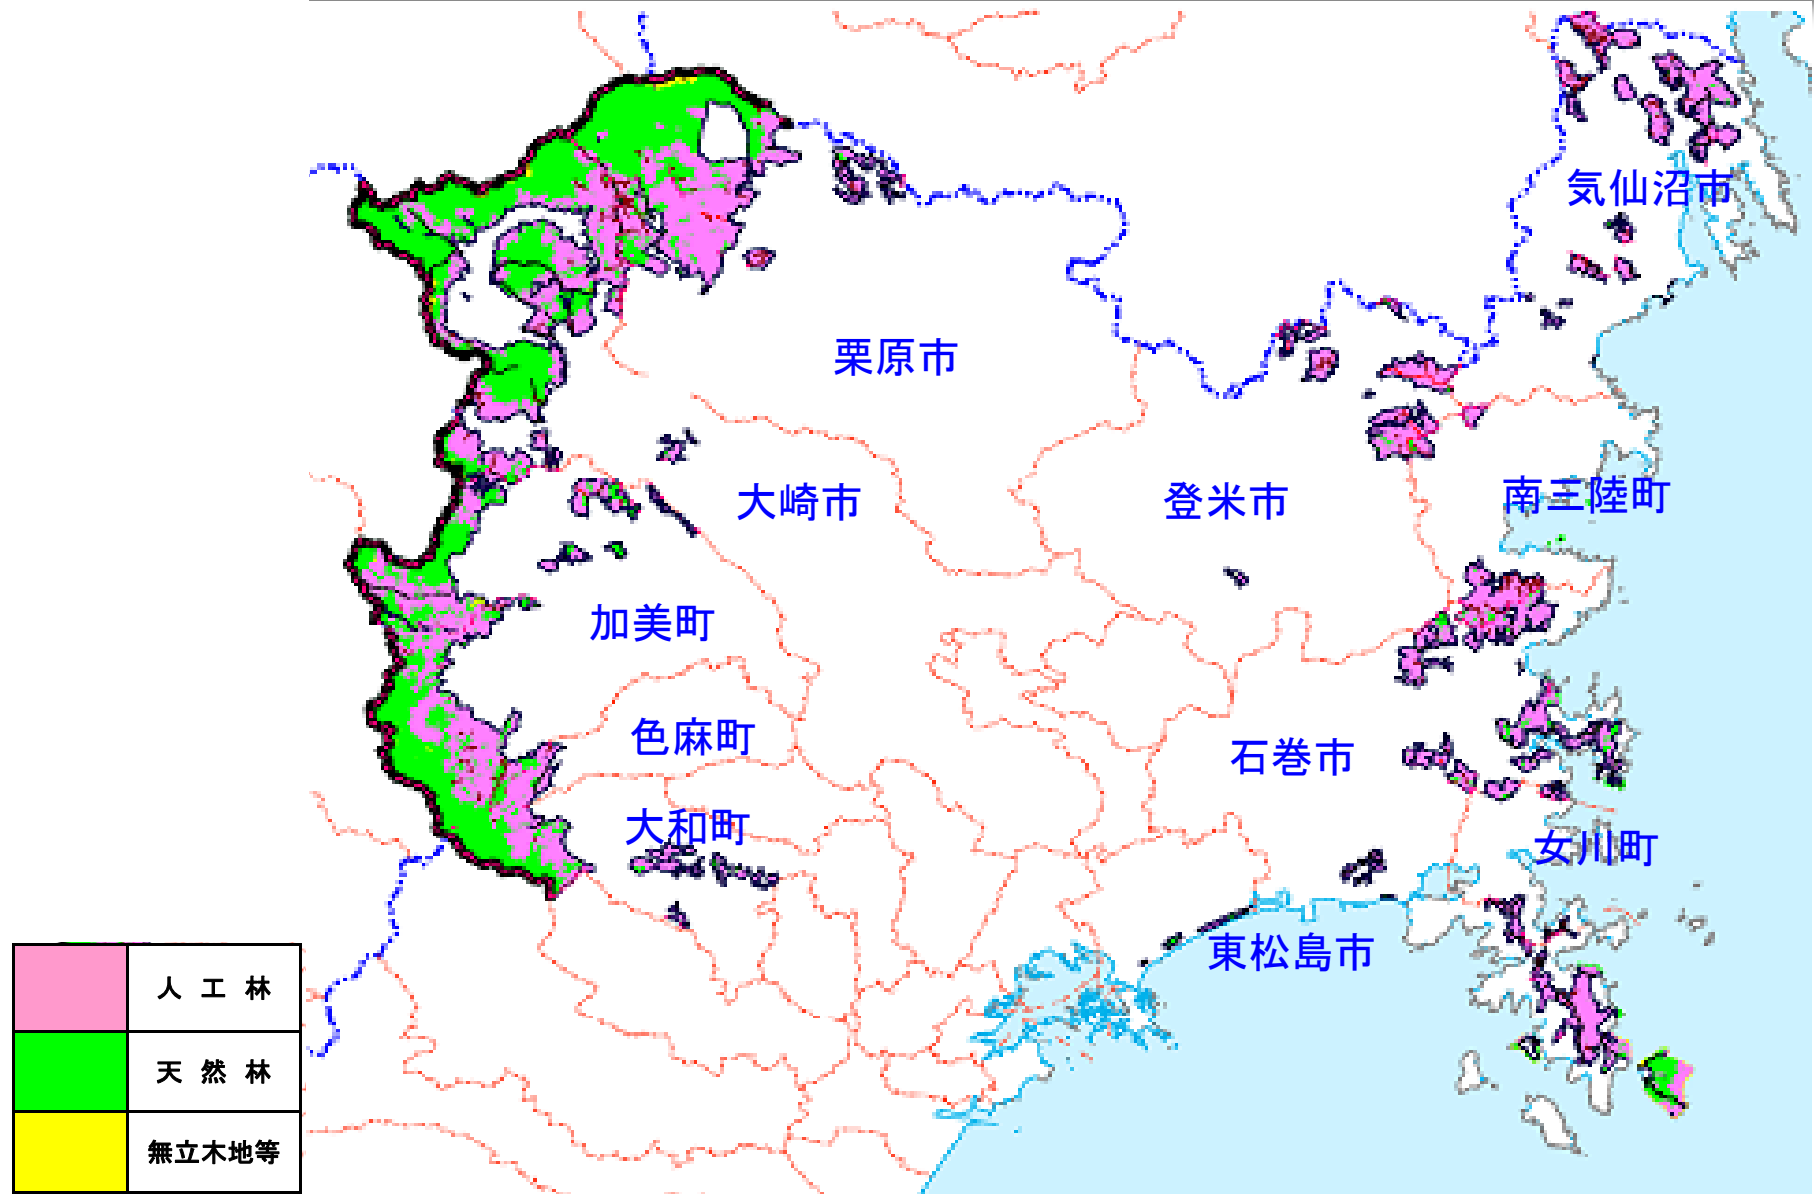 気仙沼市
栗原市
大崎市
登米市
南三陸町
加美町
色麻町
石巻市
大和町
女川町
東松島市
人 工 林
天 然 林
無立木地等